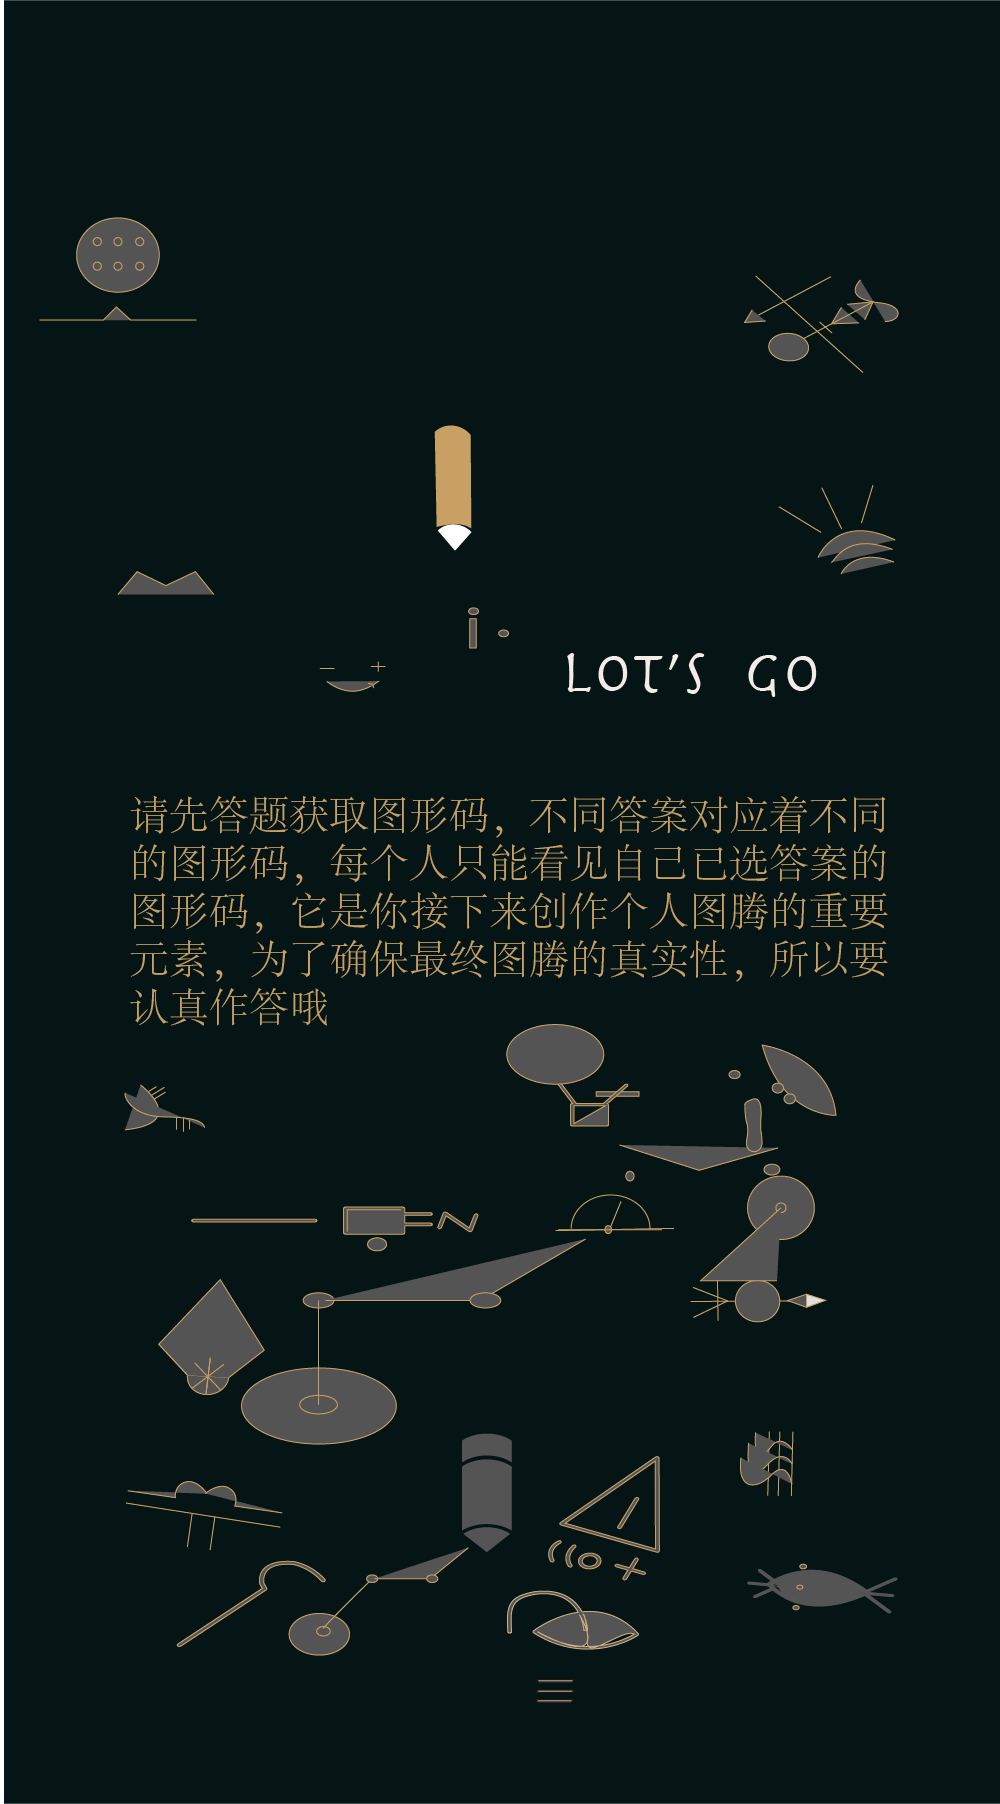 LOT'S GO
请先答题获取图形码，不同答案对应着不同
的图形码，每个人只能看见自己已选答案的
图形码，它是你接下来创作个人图腾的重要
元素，为了确保最终图腾的真实性，所以要
认真作答哦